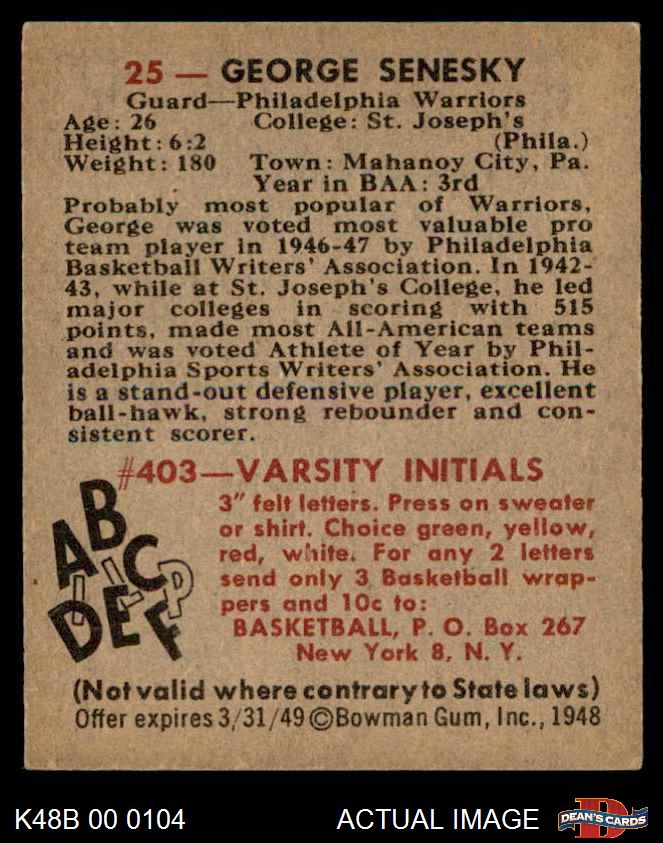 25 — GEORGE SENESKY
Guard—Philadelphia Warriors
Age: 26 College: St. Joseph's
Height: 6:2 (Phila.)
Weight: 180 Town: Mahanoy City, Pa.
Year in BAA: 3rd
Probably most popular of Warriors,
George was voted most valuable pro
team player in 1946-47 by Philadelphia
Basketball Writers' Association. In 1942-
43, while at St. Joseph's College, he led
major colleges in scoring with 515
points, made most All-American teams
and was voted Athlete of Year by Phil-
adelphia Sports Writers' Association. He
is a stand-out defensive player, excellent
ball-hawk, strong rebounder and con-
sistent scorer.
#403—VARSITY INITIALS
3" felt letters. Press on sweater
or shirt. Choice green, yellow,
red, white. For any 2 letters
send only 3 Basketball wrap-
pers and 10c to:
BASKETBALL, P. O. Box 267
New York 8, N. Y.
ABC
DEF
(Not valid where contrary to State laws)
Offer expires 3/31/49 ©Bowman Gum, Inc., 1948
K48B 00 0104 ACTUAL IMAGE
D
DEAN'S CARDS